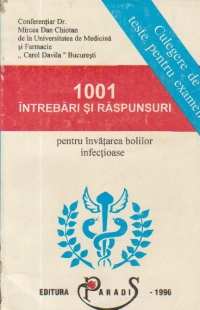 Conferențiar Dr.
Mircea Dan Chiotan
de la Universitatea de Medicină
și Farmacie
,, Carol Davila " București
Culegere de
teste pentru examen
1001
ÎNTREBĂRI ȘI RĂSPUNSURI
pentru învățarea bolilor
infecțioase
EDITURA PARADIS - 1996